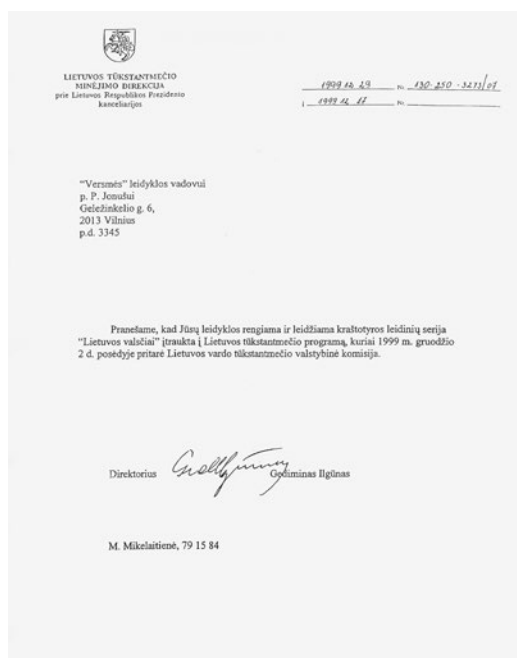 LIETUVOS TŪKSTANTMEČIO
MINĖJIMO DIREKCIJA
prie Lietuvos Respublikos Prezidento
kanceliarijos
1999 12 29 Nr. 130-250-3273/07
Į 1999 12 17 Nr.
"Versmės" leidyklos vadovui
p. P. Jonušui
Geležinkelio g. 6,
2013 Vilnius
p.d. 3345
Pranešame, kad Jūsų leidyklos rengiama ir leidžiama kraštotyros leidinių serija
"Lietuvos valsčiai" įtraukta į Lietuvos tūkstantmečio programą, kuriai 1999 m. gruodžio
2 d. posėdyje pritarė Lietuvos vardo tūkstantmečio valstybinė komisija.
Direktorius Gediminas Ilgūnas
M. Mikelaitienė, 79 15 84